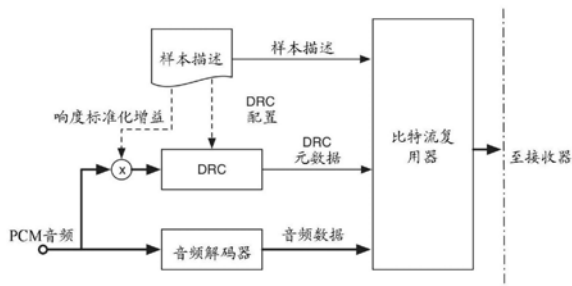 样本描述
样本描述
响度标准化增益
DRC
配置
DRC
元数据
比特流复
用器
x
DRC
至接收器
PCM音频
音频解码器
音频数据